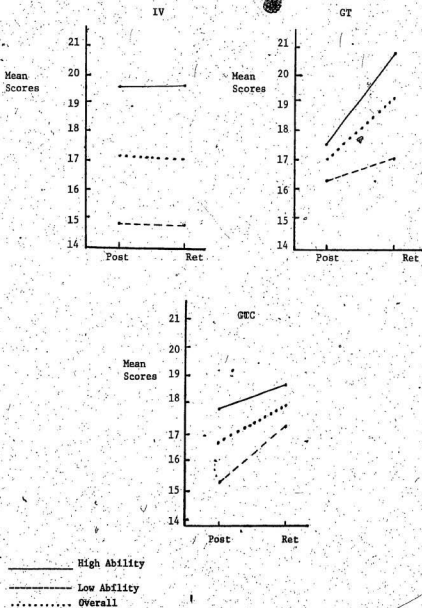 IV
21
20
19
18
17
16
15
14
Mean
Scores
Post Ret
GT
21
20
19
18
17
16
15
14
Mean
Scores
Post Ret
GTC
21
20
19
18
17
16
15
14
Mean
Scores
Post Ret
High Ability
Low Ability
Overall